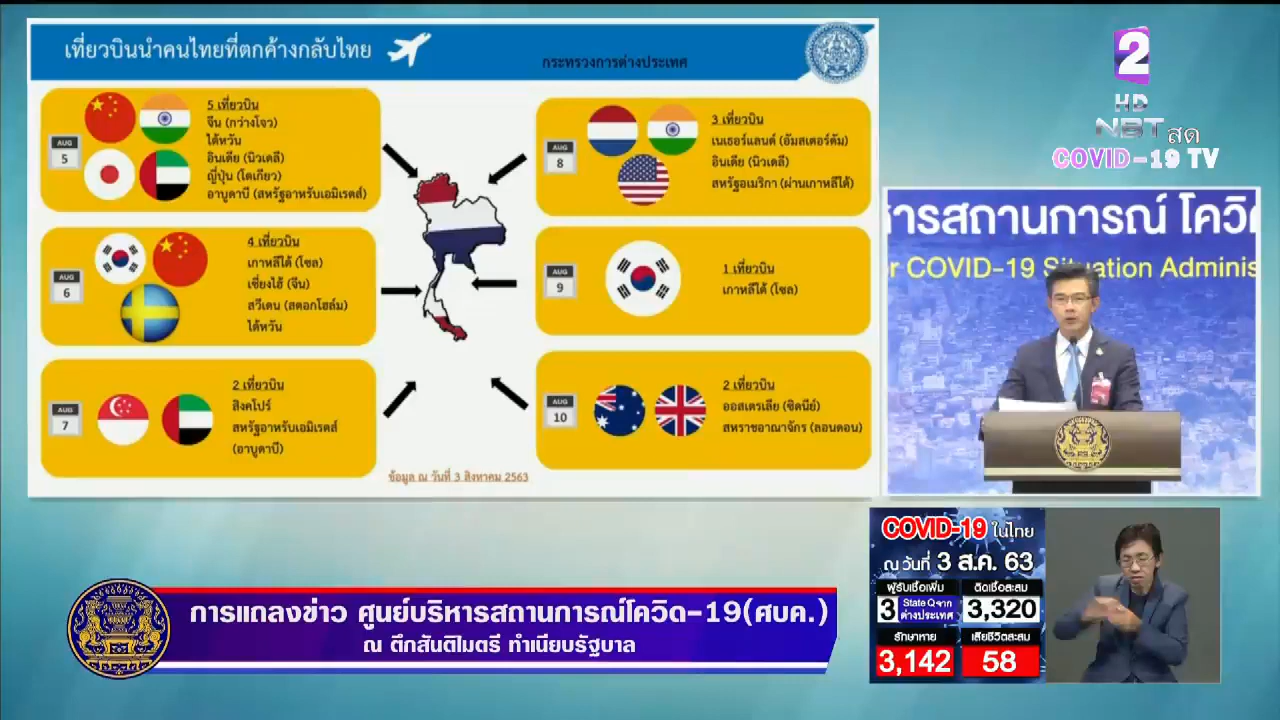 เที่ยวบินนำคนไทยที่ตกค้างกลับไทย
กระทรวงการต่างประเทศ
AUG
5
5 เที่ยวบิน
จีน (กว่างโจว)
ไต้หวัน
อินเดีย (นิวเดลี)
ญี่ปุ่น (โตเกียว)
อาบูดาบี (สหรัฐอาหรับเอมิเรตส์)
AUG
6
4 เที่ยวบิน
เกาหลีใต้ (โซล)
เซี่ยงไฮ้ (จีน)
สวีเดน (สตอกโฮล์ม)
ไต้หวัน
AUG
7
2 เที่ยวบิน
สิงคโปร์
สหรัฐอาหรับเอมิเรตส์
(อาบูดาบี)
AUG
8
3 เที่ยวบิน
เนเธอร์แลนด์ (อัมสเตอร์ดัม)
อินเดีย (นิวเดลี)
สหรัฐอเมริกา (ผ่านเกาหลีใต้)
AUG
9
1 เที่ยวบิน
เกาหลีใต้ (โซล)
AUG
10
2 เที่ยวบิน
ออสเตรเลีย (ซิดนีย์)
สหราชอาณาจักร (ลอนดอน)
ข้อมูล ณ วันที่ 3 สิงหาคม 2563
2
HD
NBT สด
COVID-19 TV
หารสถานการณ์ โควิด
or COVID-19 Situation Adminis
COVID-19 ในไทย
ณ วันที่ 3 ส.ค. 63
ผู้รับเชื้อเพิ่ม
3 State Q จากต่างประเทศ
ติดเชื้อสะสม
3,320
รักษาหาย
3,142
เสียชีวิตสะสม
58
การแถลงข่าว ศูนย์บริหารสถานการณ์โควิด-19(ศบค.)
ณ ตึกสันติไมตรี ทำเนียบรัฐบาล